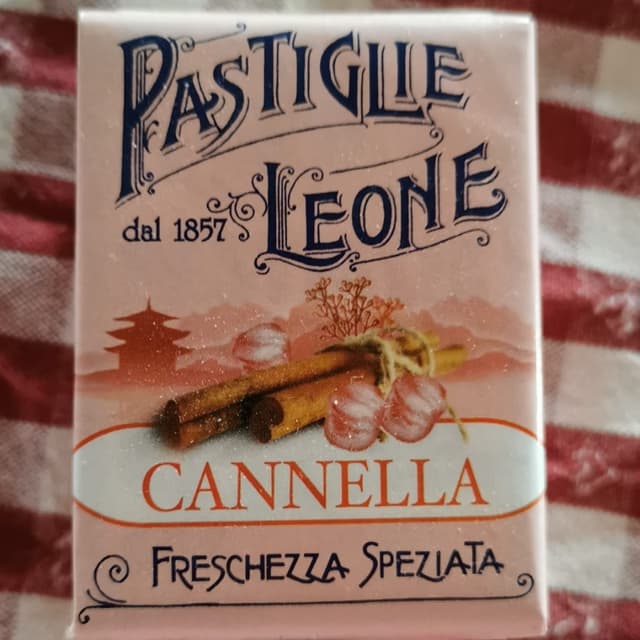 PASTIGLIE
LEONE
dal 1857
CANNELLA
FRESCHEZZA SPEZIATA